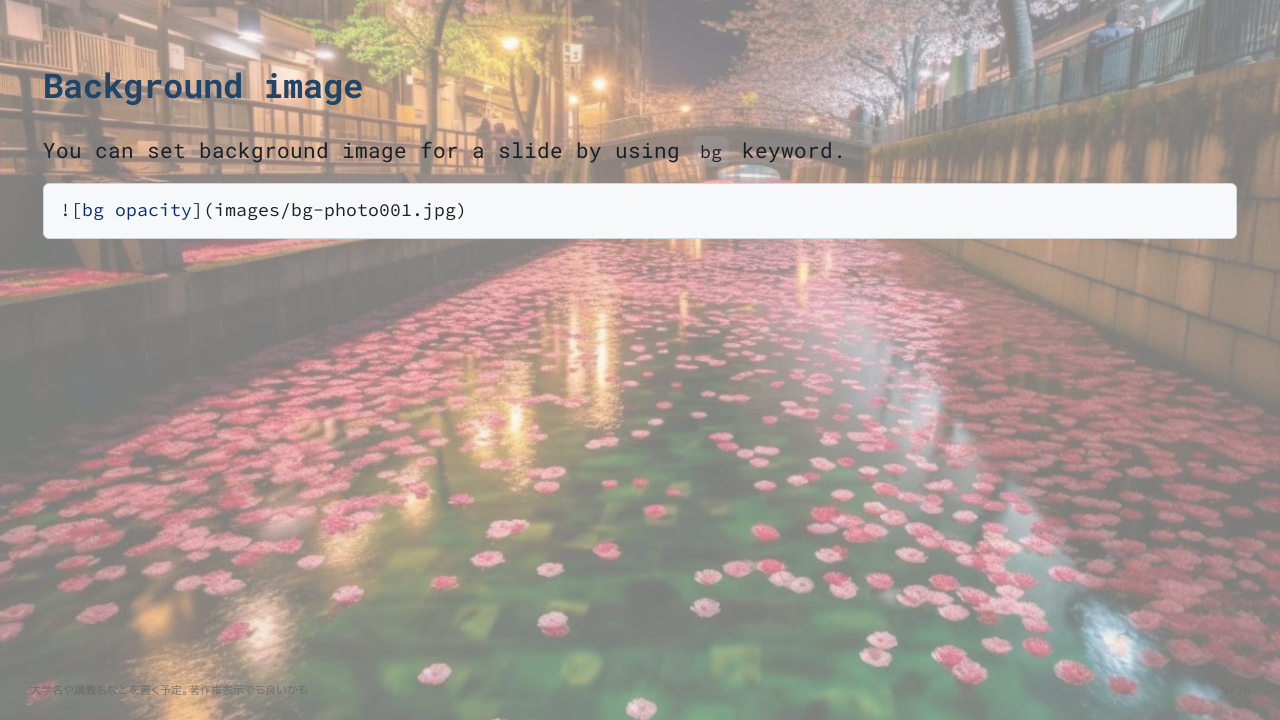 Background image
You can set background image for a slide by using bg keyword.
![bg opacity](images/bg-photo001.jpg)
大学名や講義名などを書く予定。著作権表示でも良いかも